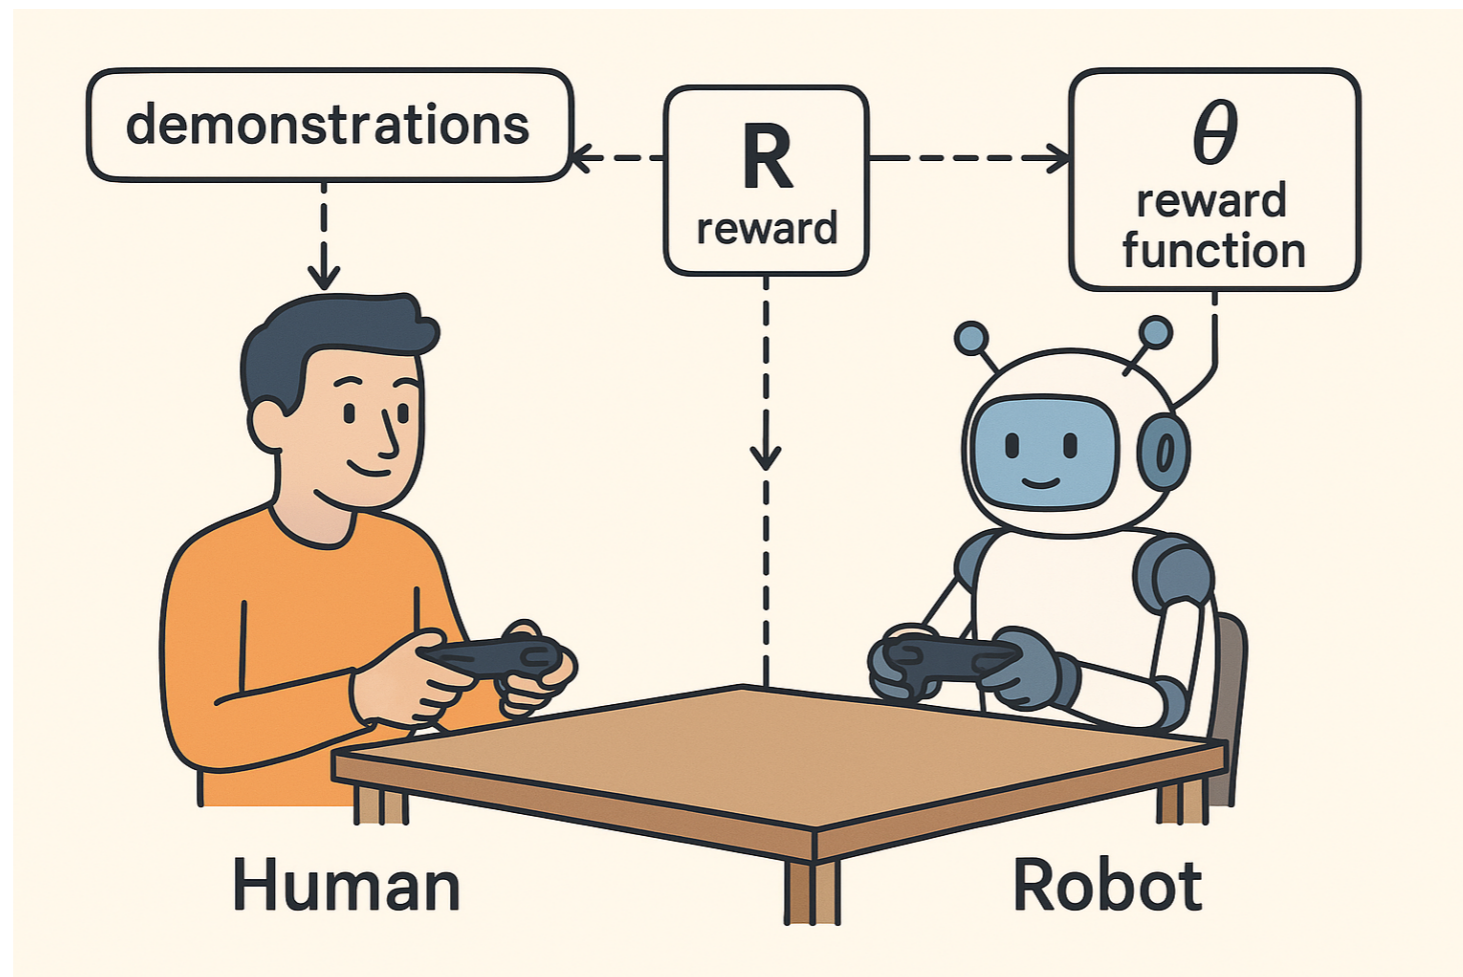 demonstrations
R
reward
θ
reward
function
Human
Robot